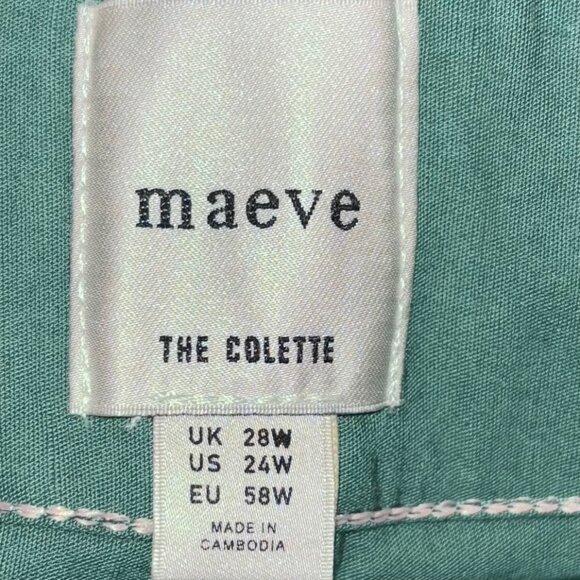 maeve
THE COLETTE
UK 28W
US 24W
EU 58W
MADE IN
CAMBODIA